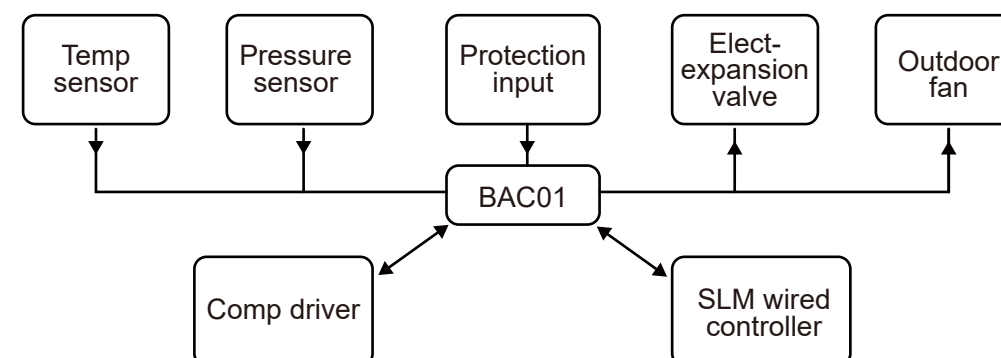 Temp
sensor
Pressure
sensor
Protection
input
Elect-
expansion
valve
Outdoor
fan
BAC01
Comp driver
SLM wired
controller